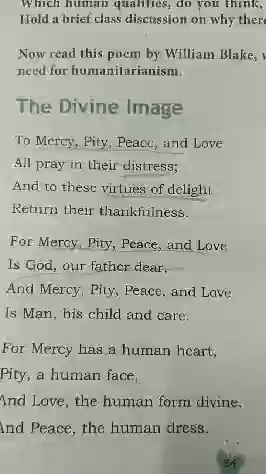 Which human qualities, do you think,
Hold a brief class discussion on why there
Now read this poem by William Blake,
need for humanitarianism.
The Divine Image
To Mercy, Pity, Peace, and Love
All pray in their distress;
And to these virtues of delight
Return their thankfulness.
For Mercy, Pity, Peace, and Love
Is God, our father dear,
And Mercy, Pity, Peace, and Love
Is Man, his child and care.
For Mercy has a human heart,
Pity, a human face,
And Love, the human form divine,
And Peace, the human dress.